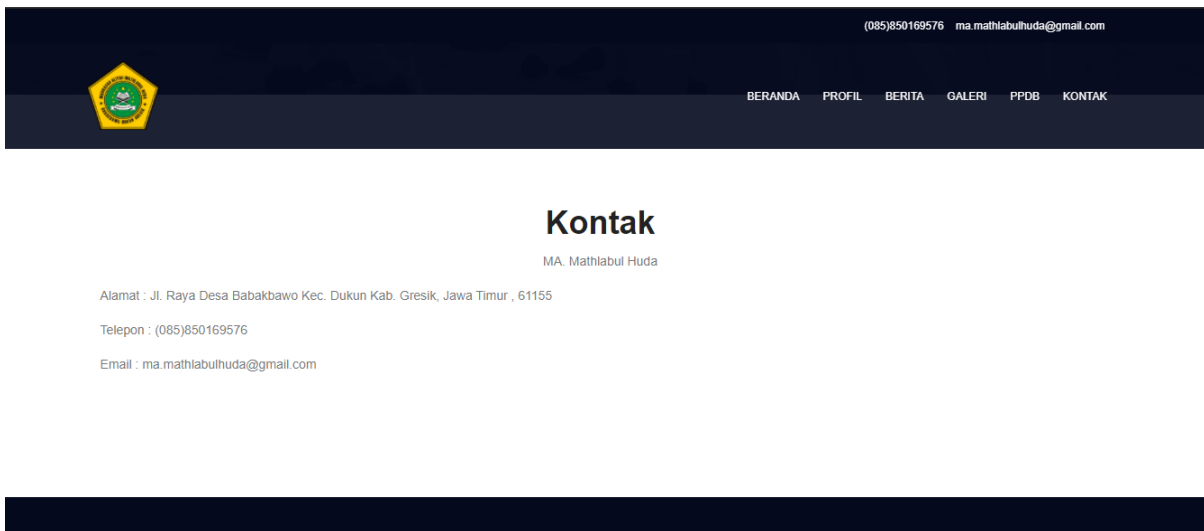 (085)850169576 ma.mathlabulhuda@gmail.com
BERANDA PROFIL BERITA GALERI PPDB KONTAK
Kontak
MA. Mathlabul Huda
Alamat : Jl. Raya Desa Babakbawo Kec. Dukun Kab. Gresik, Jawa Timur , 61155
Telepon : (085)850169576
Email : ma.mathlabulhuda@gmail.com